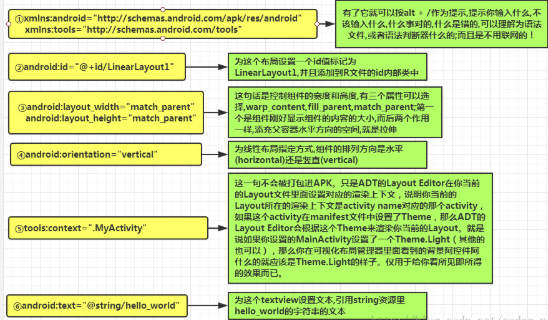 ①xmlns:android="http://schemas.android.com/apk/res/android"
xmlns:tools="http://schemas.android.com/tools"
有了它就可以按alt + /作为提示,提示你输入什么,不
该输入什么,什么事对的,什么是错的,可以理解为语法
文件,或者语法判断器什么的;而且是不用联网的！
②android:id="@+id/LinearLayout1"
为这个布局设置一个id值标记为
LinearLayout1,并且添加到R文件的id内部类中
③android:layout_width="match_parent"
android:layout_height="match_parent"
这句话是控制组件的宽度和高度,有三个属性可以选
择,warp_content,fill_parent,match_parent;第一
个是组件刚好显示组件的内容的大小,而后两个作用
一样,添充父容器水平方向的空间,就是拉伸
④android:orientation="vertical"
为线性布局指定方式,组件的排列方向是水平
(horizontal)还是竖直(vertical)
⑤tools:context=".MyActivity"
这一句不会被打包进APK。只是ADT的Layout Editor在你当前
的Layout文件里面设置对应的渲染上下文，说明你当前的
Layout所在的渲染上下文是activity name对应的那个activity，
如果这个activity在manifest文件中设置了Theme，那么ADT的
Layout Editor会根据这个Theme来渲染你当前的Layout。就是
说如果你设置的MainActivity设置了一个Theme.Light（其他的
也可以），那么你在可视化布局管理器里面看到的背景阿控件阿
什么的就应该是Theme.Light的样子。仅用于给你看所见即所得
的效果而已。
⑥android:text="@string/hello_world"
为这个textview设置文本,引用string资源里
hello_world的字符串的文本